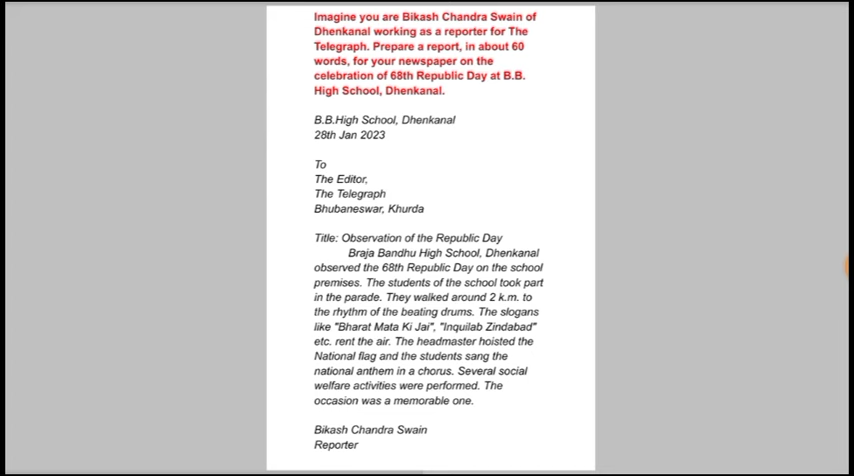 Imagine you are Bikash Chandra Swain of
Dhenkanal working as a reporter for The
Telegraph. Prepare a report, in about 60
words, for your newspaper on the
celebration of 68th Republic Day at B.B.
High School, Dhenkanal.
B.B.High School, Dhenkanal
28th Jan 2023
To
The Editor,
The Telegraph
Bhubaneswar, Khurda
Title: Observation of the Republic Day
Braja Bandhu High School, Dhenkanal
observed the 68th Republic Day on the school
premises. The students of the school took part
in the parade. They walked around 2 k.m. to
the rhythm of the beating drums. The slogans
like "Bharat Mata Ki Jai", "Inquilab Zindabad"
etc. rent the air. The headmaster hoisted the
National flag and the students sang the
national anthem in a chorus. Several social
welfare activities were performed. The
occasion was a memorable one.
Bikash Chandra Swain
Reporter